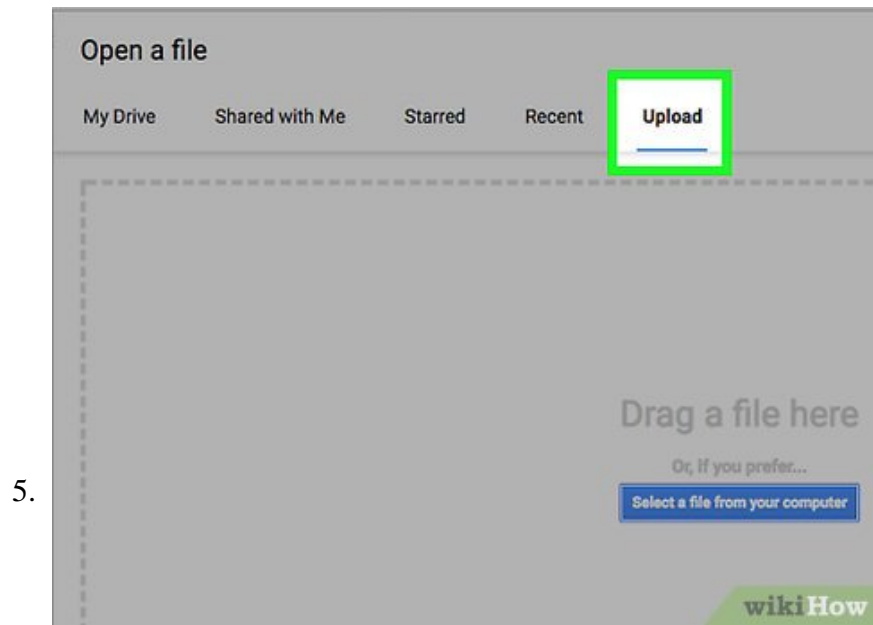 Open a file
My Drive Shared with Me Starred Recent Upload
Drag a file here
Or, if you prefer...
5.
Select a file from your computer
wikiHow